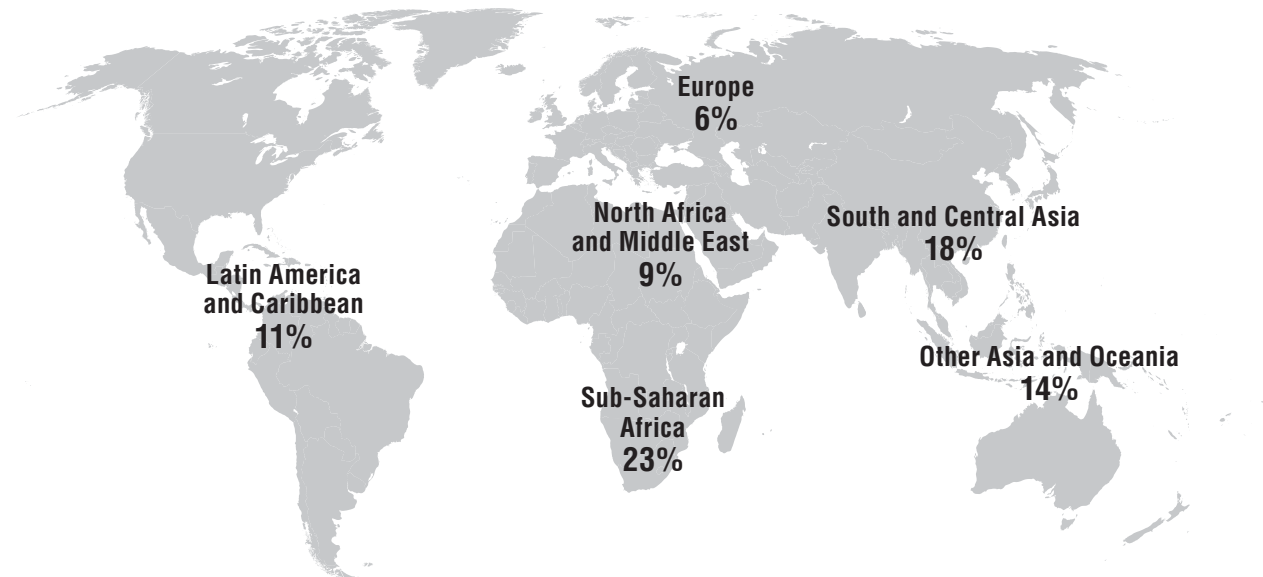 Europe
6%
North Africa
and Middle East
9%
South and Central Asia
18%
Latin America
and Caribbean
11%
Other Asia and Oceania
14%
Sub-Saharan
Africa
23%